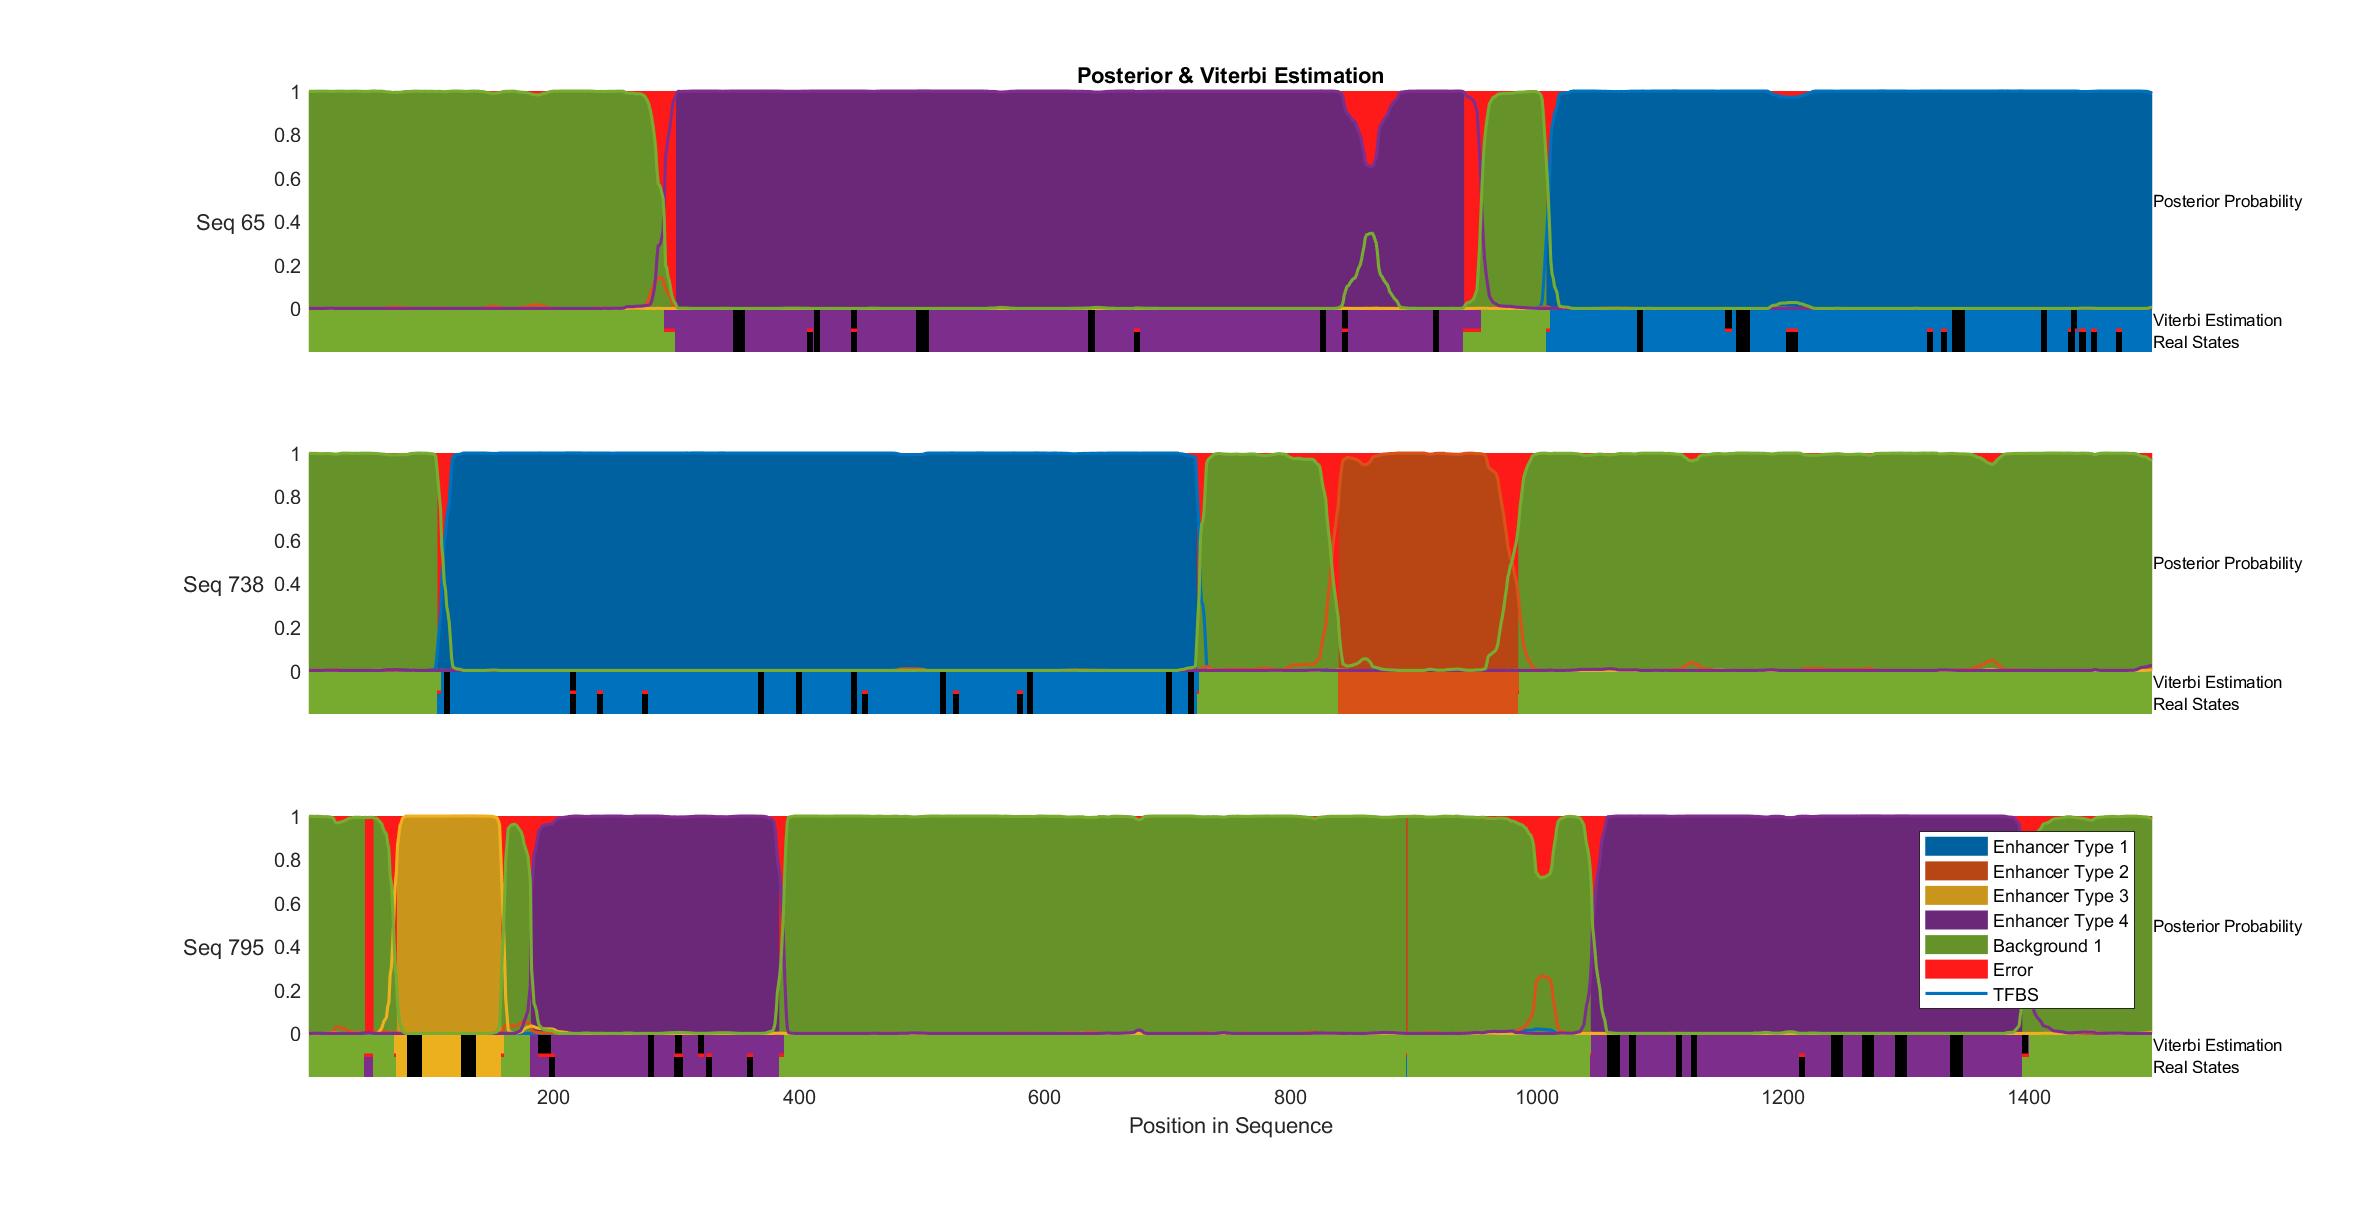 Posterior & Viterbi Estimation
1
0.8
0.6
Seq 65 0.4
0.2
0
Posterior Probability
Viterbi Estimation
Real States
1
0.8
0.6
Seq 738 0.4
0.2
0
Posterior Probability
Viterbi Estimation
Real States
1
0.8
0.6
Seq 795 0.4
0.2
0
Enhancer Type 1
Enhancer Type 2
Enhancer Type 3
Enhancer Type 4
Background 1
Error
TFBS
Posterior Probability
Viterbi Estimation
Real States
200 400 600 800 1000 1200 1400
Position in Sequence